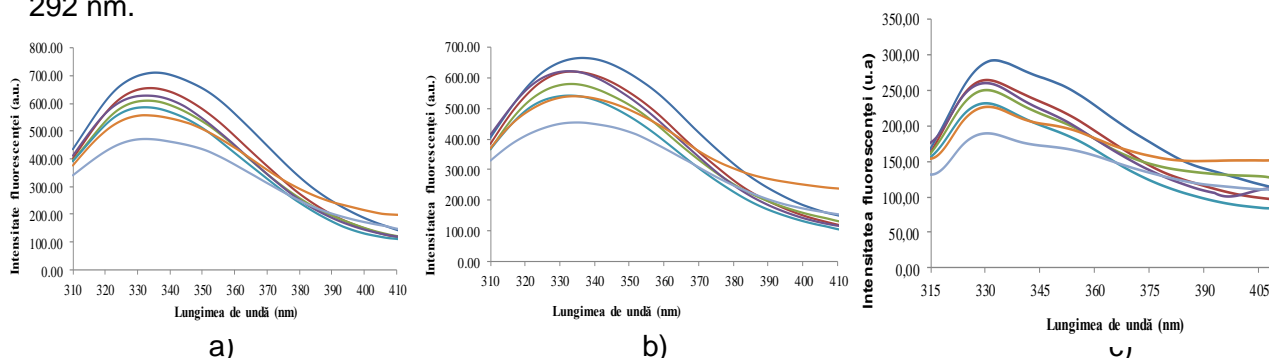 292 nm.
Intensitate fluorescenței (a.u.)
800.00
700.00
600.00
500.00
400.00
300.00
200.00
100.00
0.00
310 320 330 340 350 360 370 380 390 400 410
Lungimea de undă (nm)
a)
Intensitatea fluorescenței (a.u.)
700.00
600.00
500.00
400.00
300.00
200.00
100.00
0.00
310 320 330 340 350 360 370 380 390 400 410
Lungimea de undă (nm)
b)
Intensitatea fluorescenței (u.a)
350,00
300,00
250,00
200,00
150,00
100,00
50,00
0,00
315 330 345 360 375 390 405
Lungimea de undă (nm)